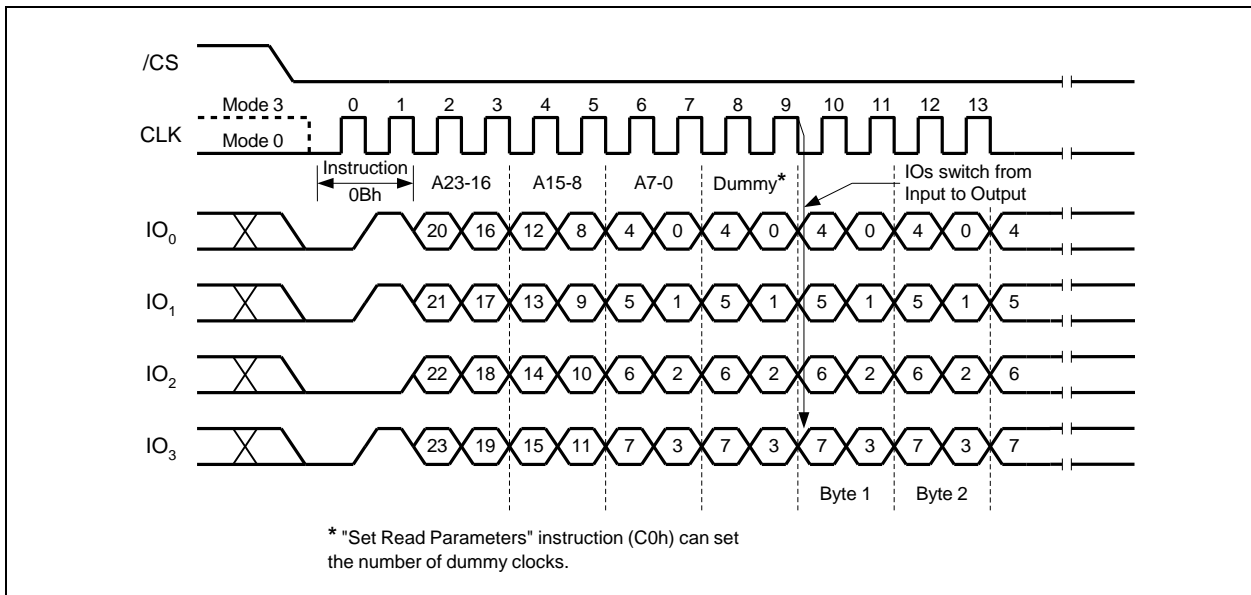 /CS
Mode 3 0 1 2 3 4 5 6 7 8 9 10 11 12 13
CLK Mode 0
Instruction
0Bh
A23-16 A15-8 A7-0 Dummy*
IOs switch from
Input to Output
IO0 20 16 12 8 4 0 4 0 4 0 4 0 4
IO1 21 17 13 9 5 1 5 1 5 1 5 1 5
IO2 22 18 14 10 6 2 6 2 6 2 6 2 6
IO3 23 19 15 11 7 3 7 3 7 3 7 3 7
Byte 1 Byte 2
* "Set Read Parameters" instruction (C0h) can set
the number of dummy clocks.